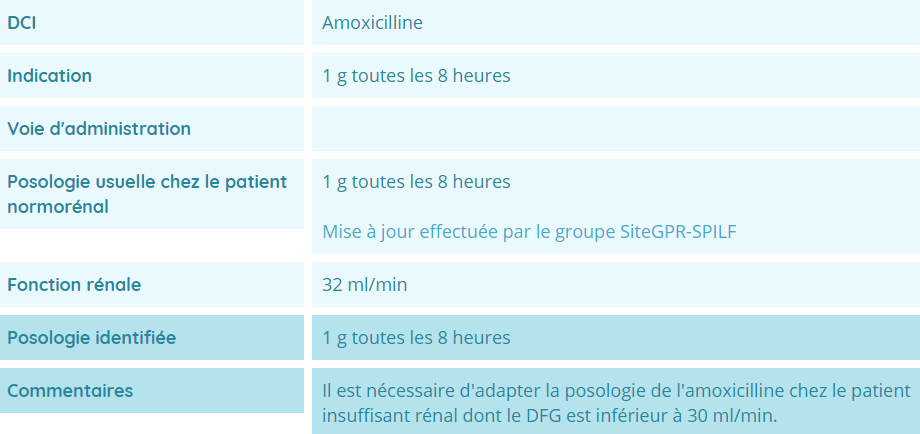 DCI
Amoxicilline
Indication
1 g toutes les 8 heures
Voie d'administration
Posologie usuelle chez le patient
normorénal
1 g toutes les 8 heures
Mise à jour effectuée par le groupe SiteGPR-SPILF
Fonction rénale
32 ml/min
Posologie identifiée
1 g toutes les 8 heures
Commentaires
Il est nécessaire d'adapter la posologie de l'amoxicilline chez le patient
insuffisant rénal dont le DFG est inférieur à 30 ml/min.